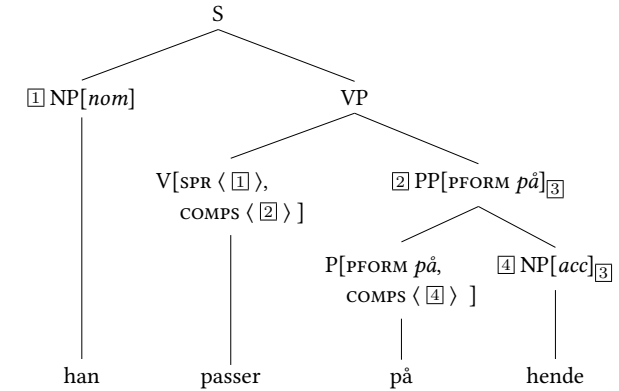 S
1 NP[nom] VP
V[SPR ⟨ 1 ⟩, 2 PP[PFORM på]3
COMPS ⟨ 2 ⟩ ]
P[PFORM på, 4 NP[acc]3
COMPS ⟨ 4 ⟩ ]
han passer på hende